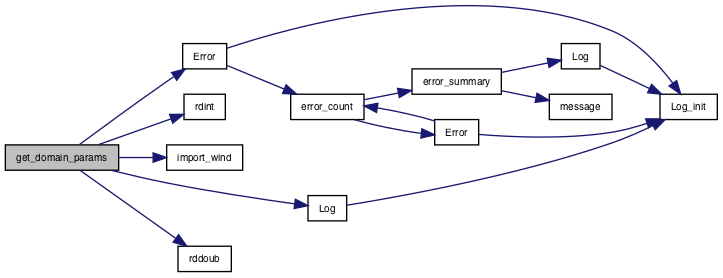 Error
Log
error_summary
rdint
error_count
message
Log_init
Error
get_domain_params
import_wind
Log
rddoub